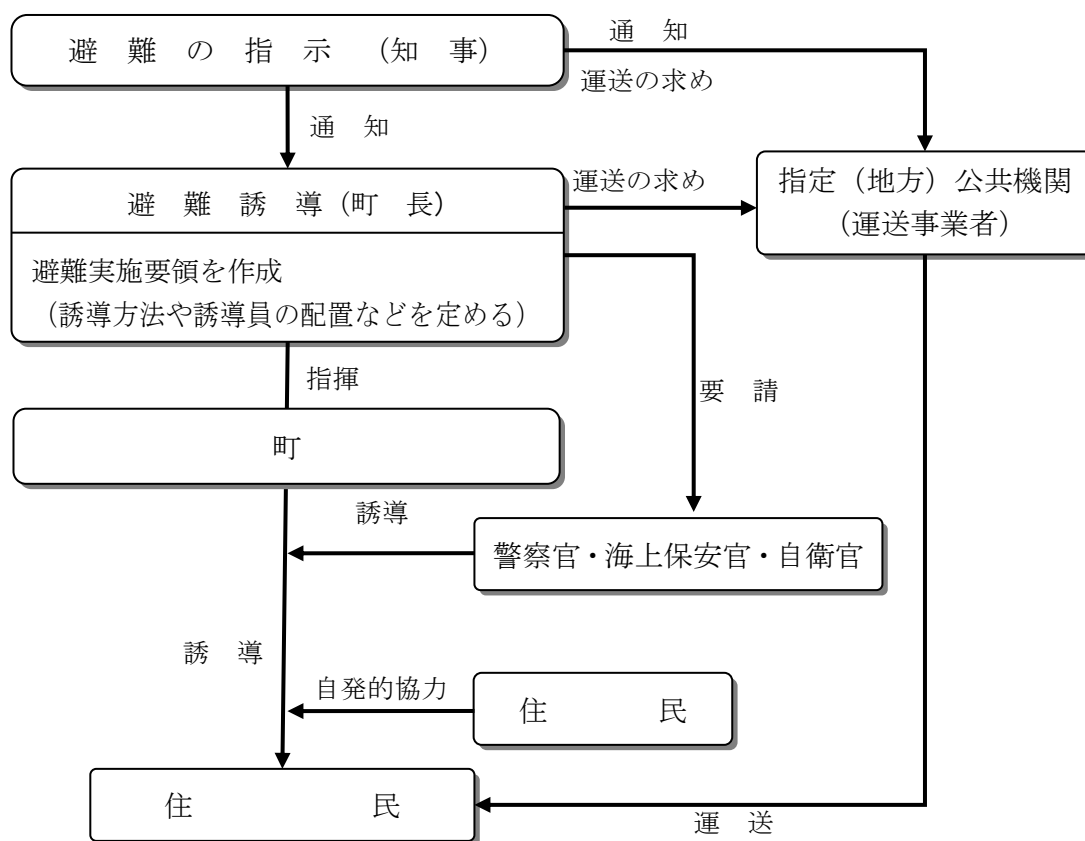 避難の指示（知事）
通知
運送の求め
通知
避難誘導（町長）
避難実施要領を作成
（誘導方法や誘導員の配置などを定める）
運送の求め
指定（地方）公共機関
（運送事業者）
指揮
要請
町
誘導
警察官・海上保安官・自衛官
誘導
自発的協力
住民
住民
運送